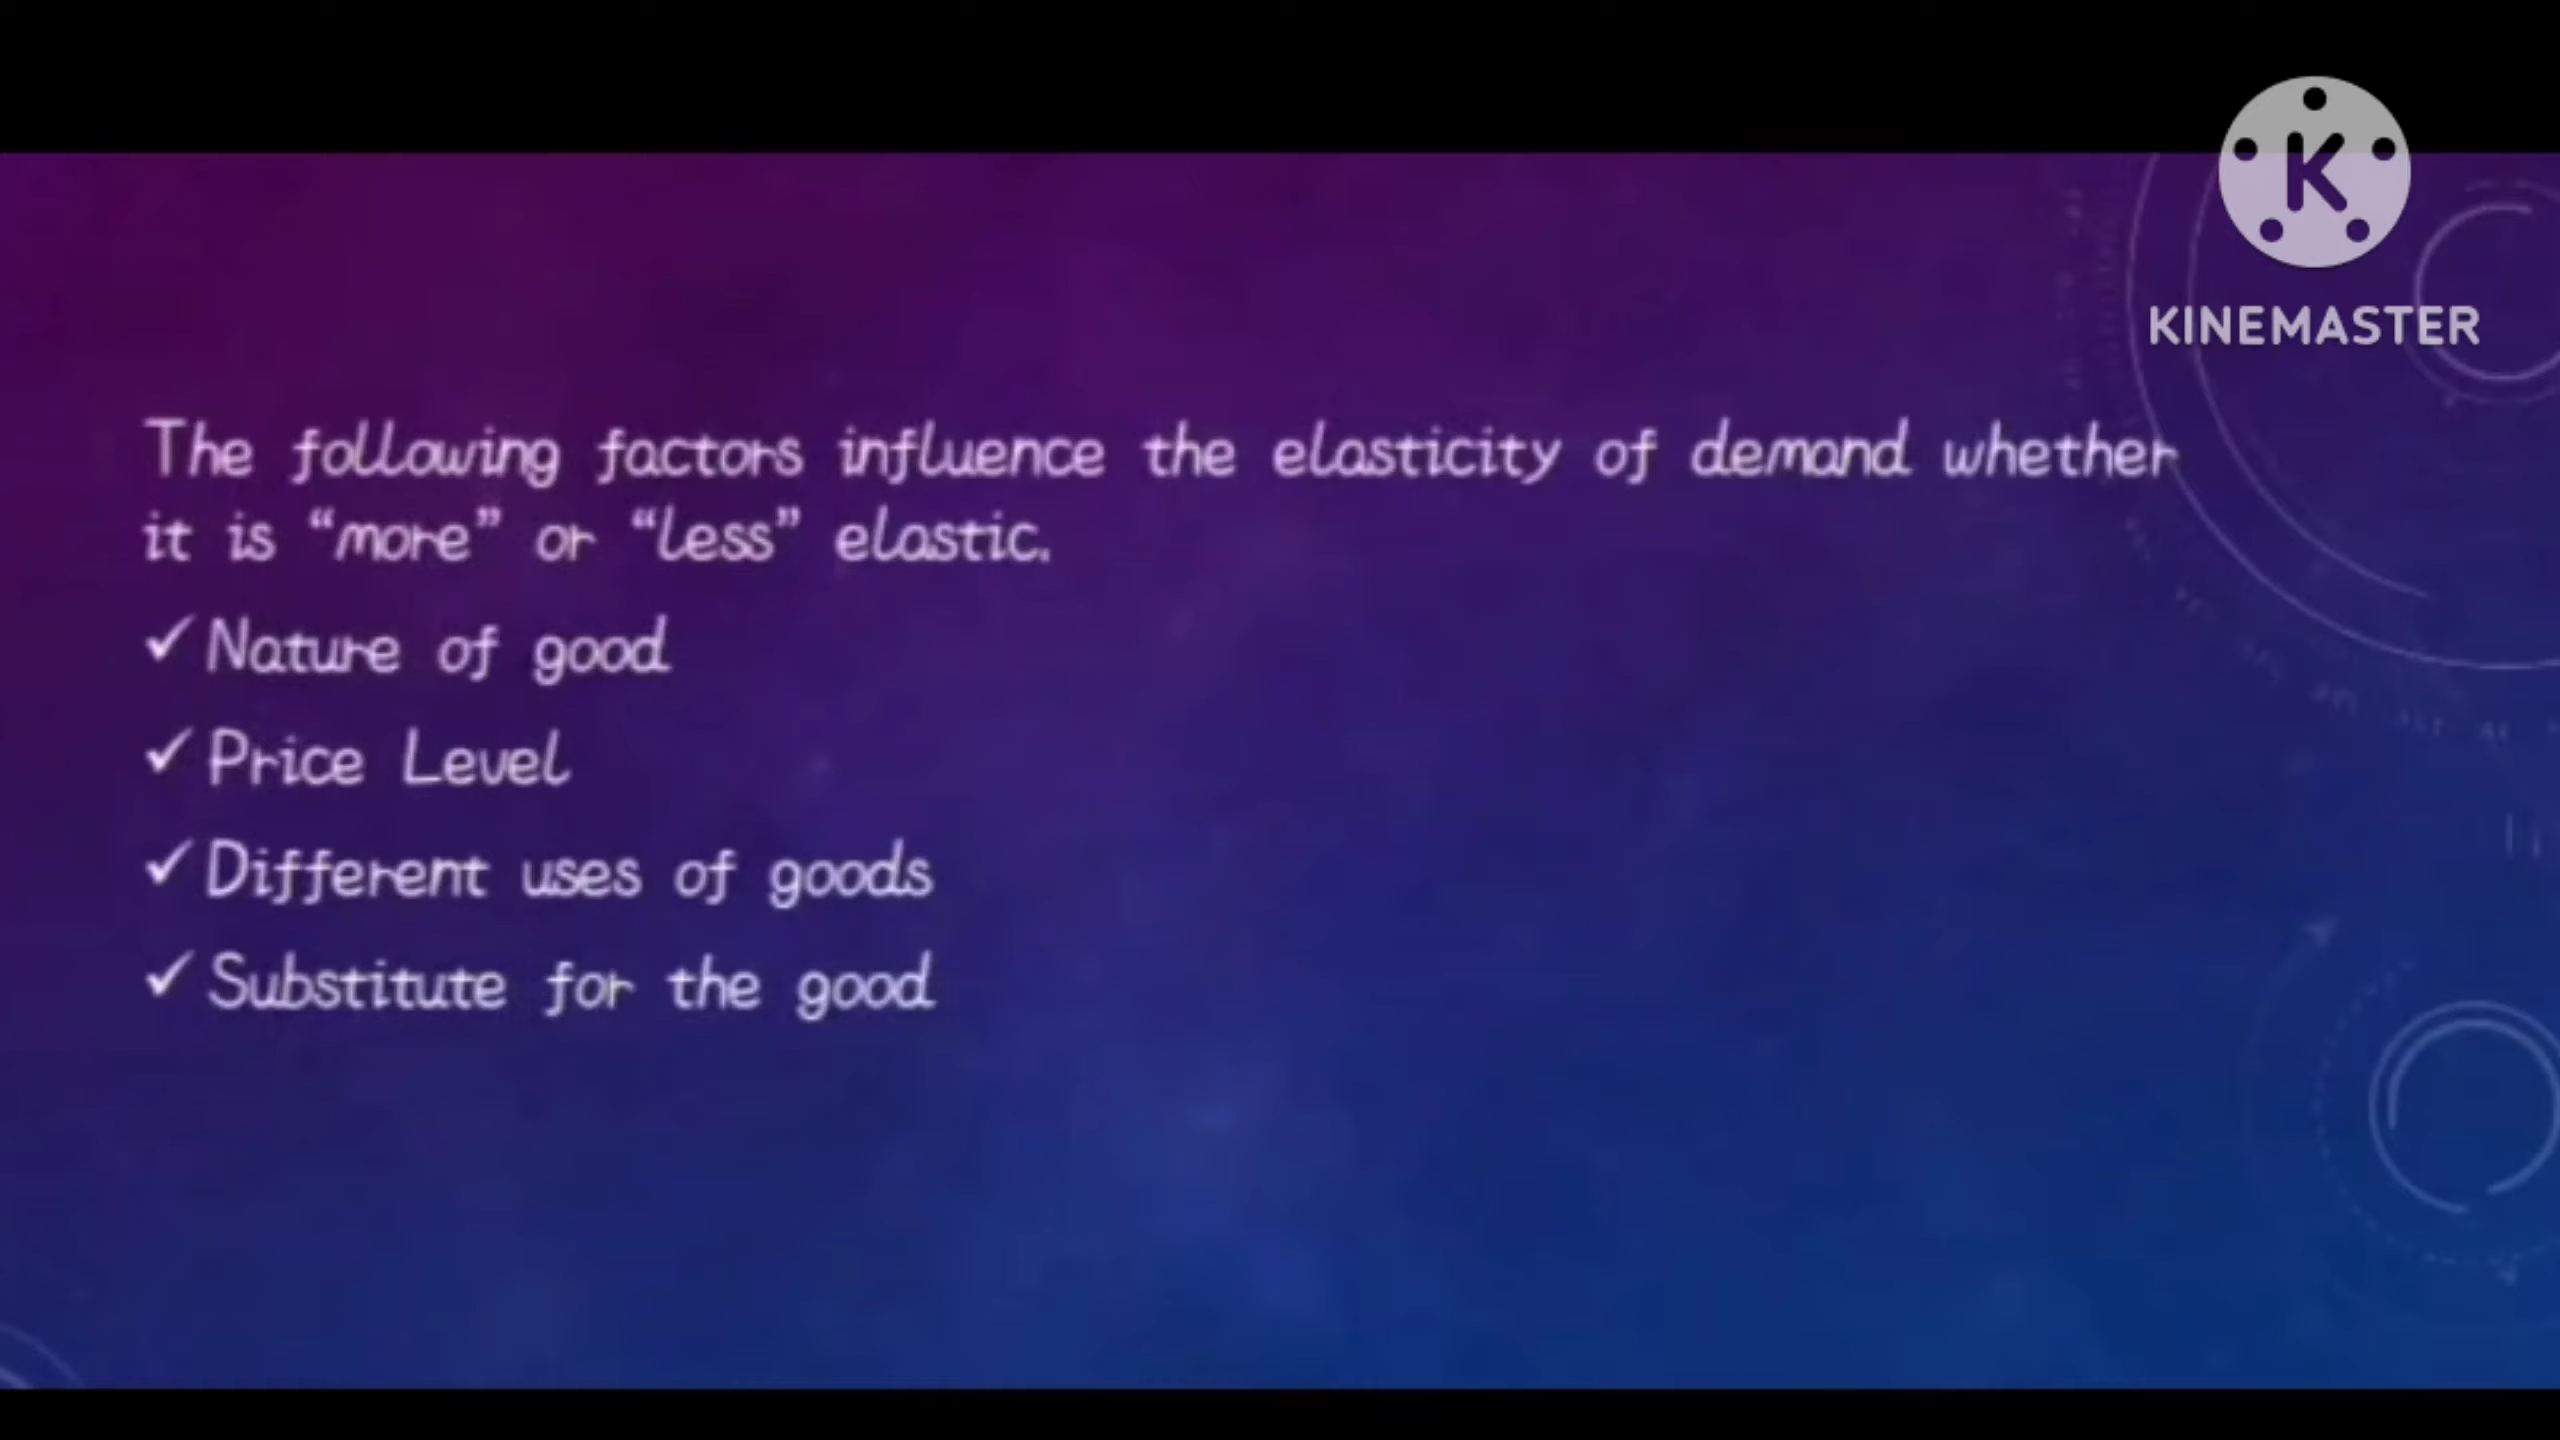 K
KINEMASTER
The following factors influence the elasticity of demand whether
it is “more” or “less” elastic.
✓ Nature of good
✓ Price Level
✓ Different uses of goods
✓ Substitute for the good